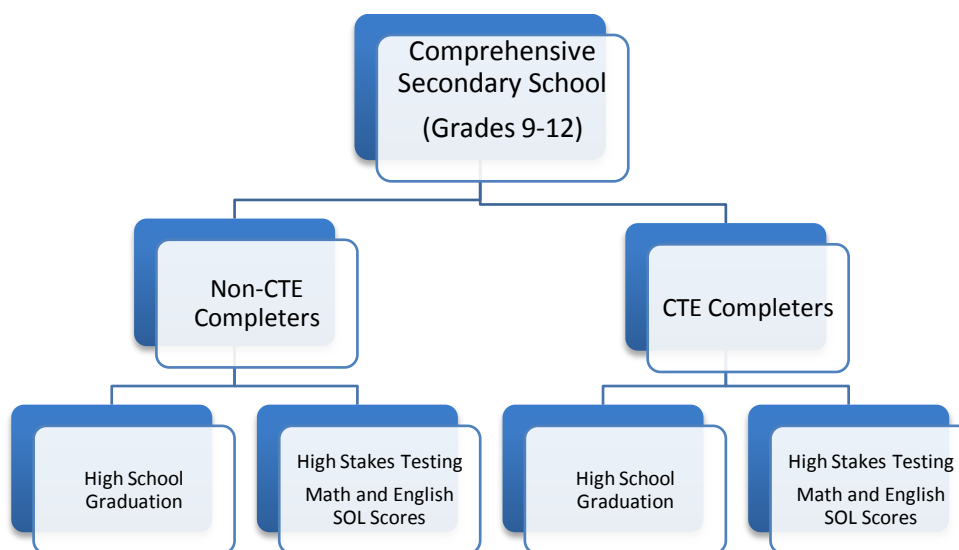 Comprehensive
Secondary School
(Grades 9-12)
Non-CTE
Completers
CTE Completers
High School
Graduation
High Stakes Testing
Math and English
SOL Scores
High School
Graduation
High Stakes Testing
Math and English
SOL Scores